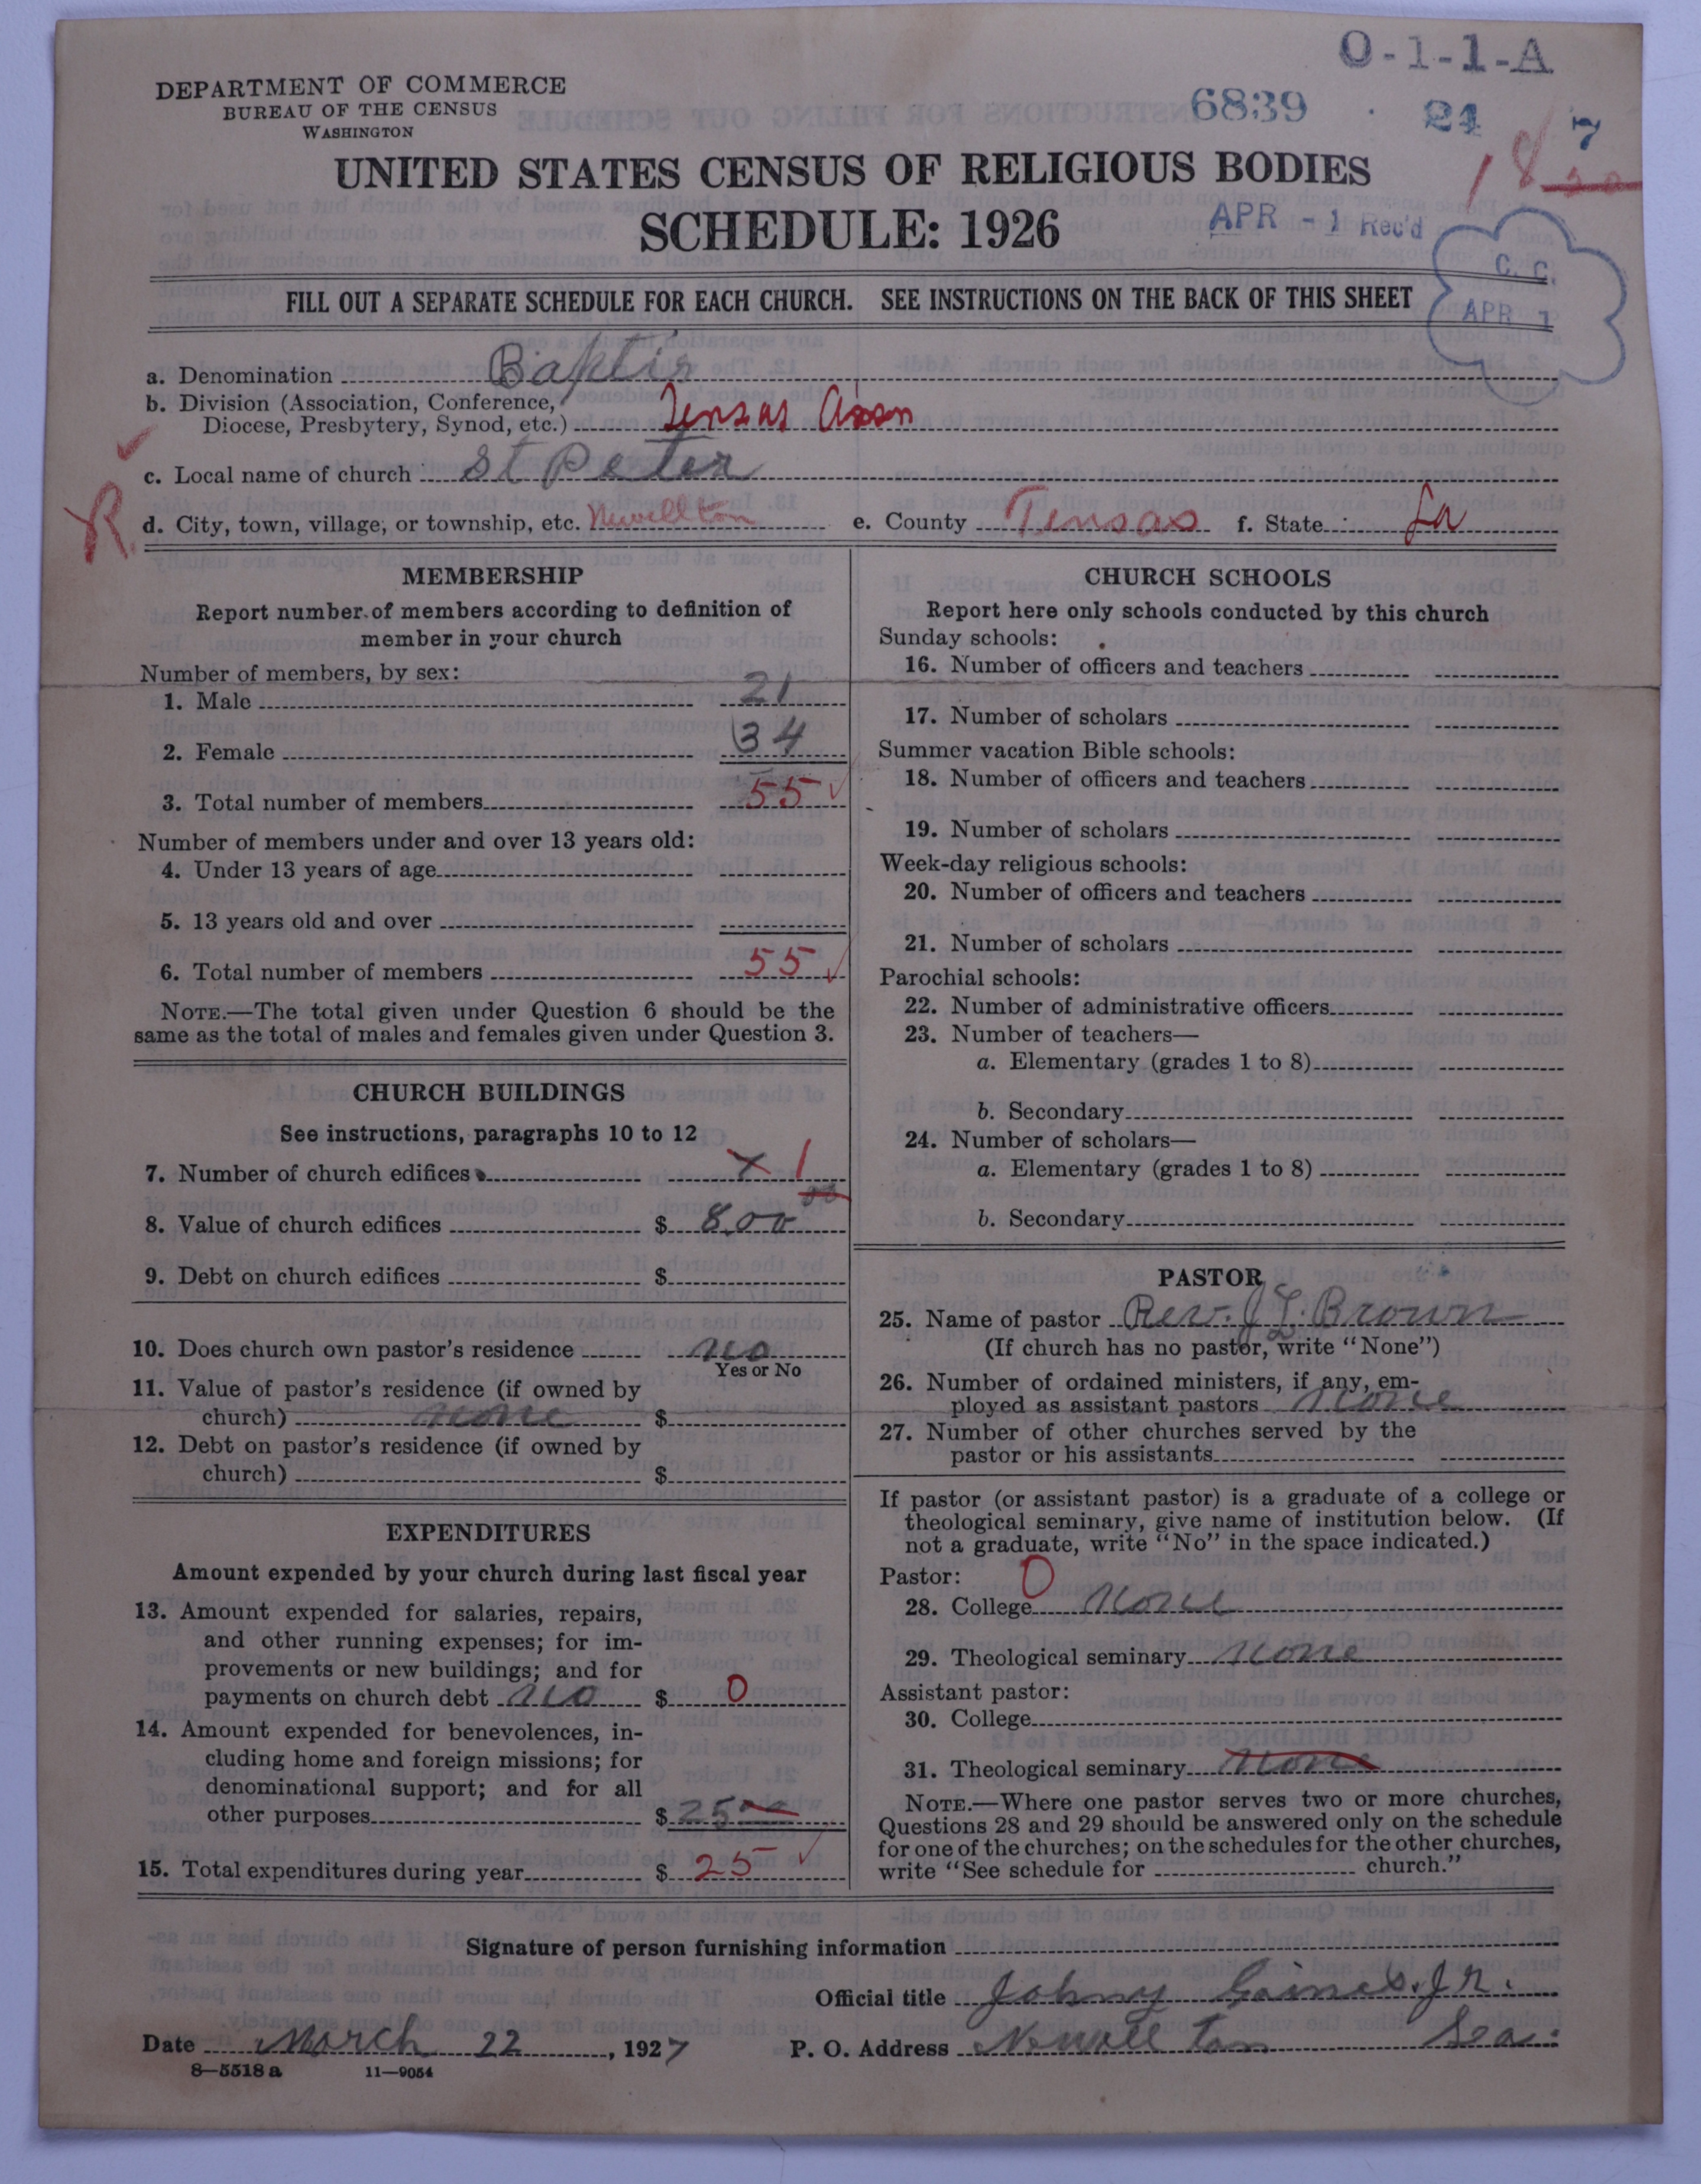 O-1-1-A
DEPARTMENT OF COMMERCE
BUREAU OF THE CENSUS
WASHINGTON
6839 24 7
18
UNITED STATES CENSUS OF RELIGIOUS BODIES
SCHEDULE: 1926
APR - 1 Rec'd
C. C.
APR 1
FILL OUT A SEPARATE SCHEDULE FOR EACH CHURCH. SEE INSTRUCTIONS ON THE BACK OF THIS SHEET
a. Denomination Baptis
b. Division (Association, Conference,
Diocese, Presbytery, Synod, etc.) Tensas Assn
c. Local name of church St Peter
R
d. City, town, village, or township, etc. Newellton e. County Tensas f. State La
MEMBERSHIP
Report number of members according to definition of
member in your church
Number of members, by sex:
1. Male 21
2. Female 34
3. Total number of members 55
Number of members under and over 13 years old:
4. Under 13 years of age
5. 13 years old and over
6. Total number of members 55
NOTE.—The total given under Question 6 should be the
same as the total of males and females given under Question 3.
CHURCH BUILDINGS
See instructions, paragraphs 10 to 12
7. Number of church edifices 1
8. Value of church edifices $ 800 00
9. Debt on church edifices $
10. Does church own pastor's residence no
Yes or No
11. Value of pastor's residence (if owned by
church) none $
12. Debt on pastor's residence (if owned by
church) $
EXPENDITURES
Amount expended by your church during last fiscal year
13. Amount expended for salaries, repairs,
and other running expenses; for im-
provements or new buildings; and for
payments on church debt no $ 0
14. Amount expended for benevolences, in-
cluding home and foreign missions; for
denominational support; and for all
other purposes $ 25 00
15. Total expenditures during year $ 25
CHURCH SCHOOLS
Report here only schools conducted by this church
Sunday schools:
16. Number of officers and teachers
17. Number of scholars
Summer vacation Bible schools:
18. Number of officers and teachers
19. Number of scholars
Week-day religious schools:
20. Number of officers and teachers
21. Number of scholars
Parochial schools:
22. Number of administrative officers
23. Number of teachers—
a. Elementary (grades 1 to 8)
b. Secondary
24. Number of scholars—
a. Elementary (grades 1 to 8)
b. Secondary
PASTOR
25. Name of pastor Rev. J L. Brown
(If church has no pastor, write "None")
26. Number of ordained ministers, if any, em-
ployed as assistant pastors None
27. Number of other churches served by the
pastor or his assistants
If pastor (or assistant pastor) is a graduate of a college or
theological seminary, give name of institution below. (If
not a graduate, write "No" in the space indicated.)
Pastor: 0
28. College None
29. Theological seminary None
Assistant pastor:
30. College
31. Theological seminary None
NOTE.—Where one pastor serves two or more churches,
Questions 28 and 29 should be answered only on the schedule
for one of the churches; on the schedules for the other churches,
write "See schedule for church."
Signature of person furnishing information
Official title Johny Gaines. Jr.
Date March 22, 1927 P. O. Address Newellton
8—5518 a 11—9054